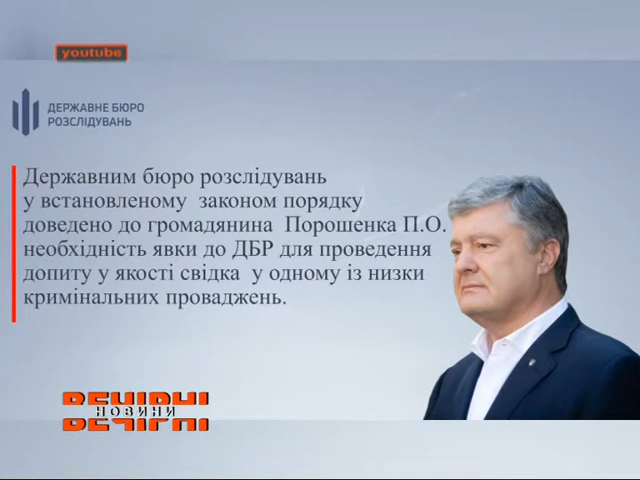 youtube
ДЕРЖАВНЕ БЮРО
РОЗСЛІДУВАНЬ
Державним бюро розслідувань
у встановленому законом порядку
доведено до громадянина Порошенка П.О.
необхідність явки до ДБР для проведення
допиту у якості свідка у одному із низки
кримінальних проваджень.
ВЕЧІРНІ
НОВИНИ
ВЕЧІРНІ